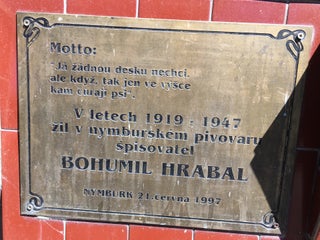 Motto:
"Já žádnou desku nechci,
ale když, tak jen ve výšce
kam čurají psi".
V letech 1919 - 1947
žil v nymburském pivovaru
spisovatel
BOHUMIL HRABAL
NYMBURK 21. června 1997